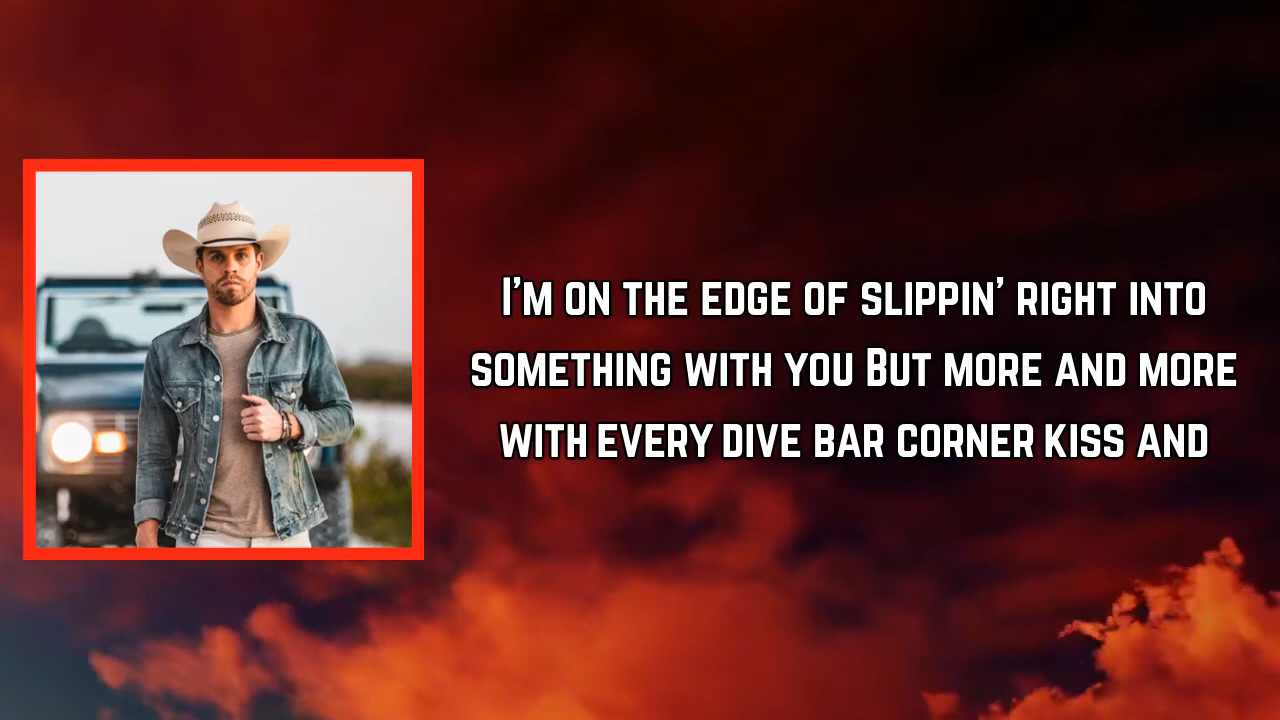 I'm on the edge of slippin' right into
something with you But more and more
with every dive bar corner kiss and